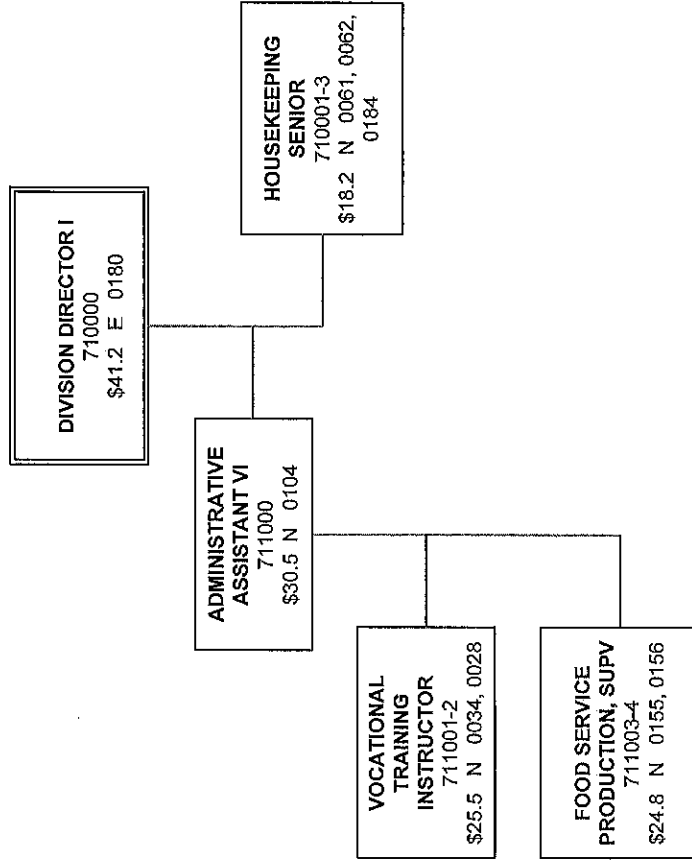 DIVISION DIRECTOR I
710000
$41.2 E 0180
ADMINISTRATIVE
ASSISTANT VI
711000
$30.5 N 0104
HOUSEKEEPING
SENIOR
710001-3
$18.2 N 0061, 0062,
0184
VOCATIONAL
TRAINING
INSTRUCTOR
711001-2
$25.5 N 0034, 0028
FOOD SERVICE
PRODUCTION, SUPV
711003-4
$24.8 N 0155, 0156